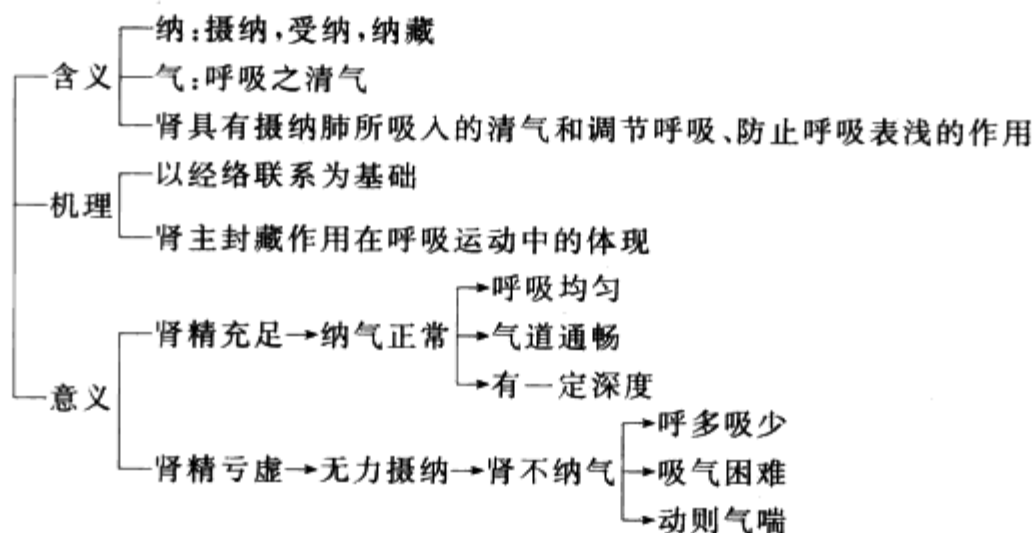 含义
纳:摄纳,受纳,纳藏
气:呼吸之清气
肾具有摄纳肺所吸入的清气和调节呼吸、防止呼吸表浅的作用
机理
以经络联系为基础
肾主封藏作用在呼吸运动中的体现
意义
肾精充足→纳气正常
呼吸均匀
气道通畅
有一定深度
肾精亏虚→无力摄纳→肾不纳气
呼多吸少
吸气困难
动则气喘